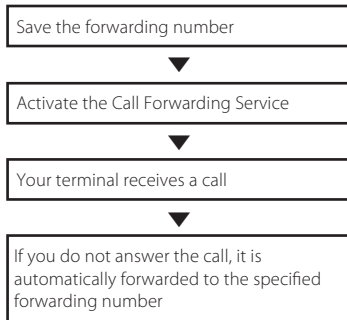 Save the forwarding number
Activate the Call Forwarding Service
Your terminal receives a call
If you do not answer the call, it is
automatically forwarded to the specified
forwarding number